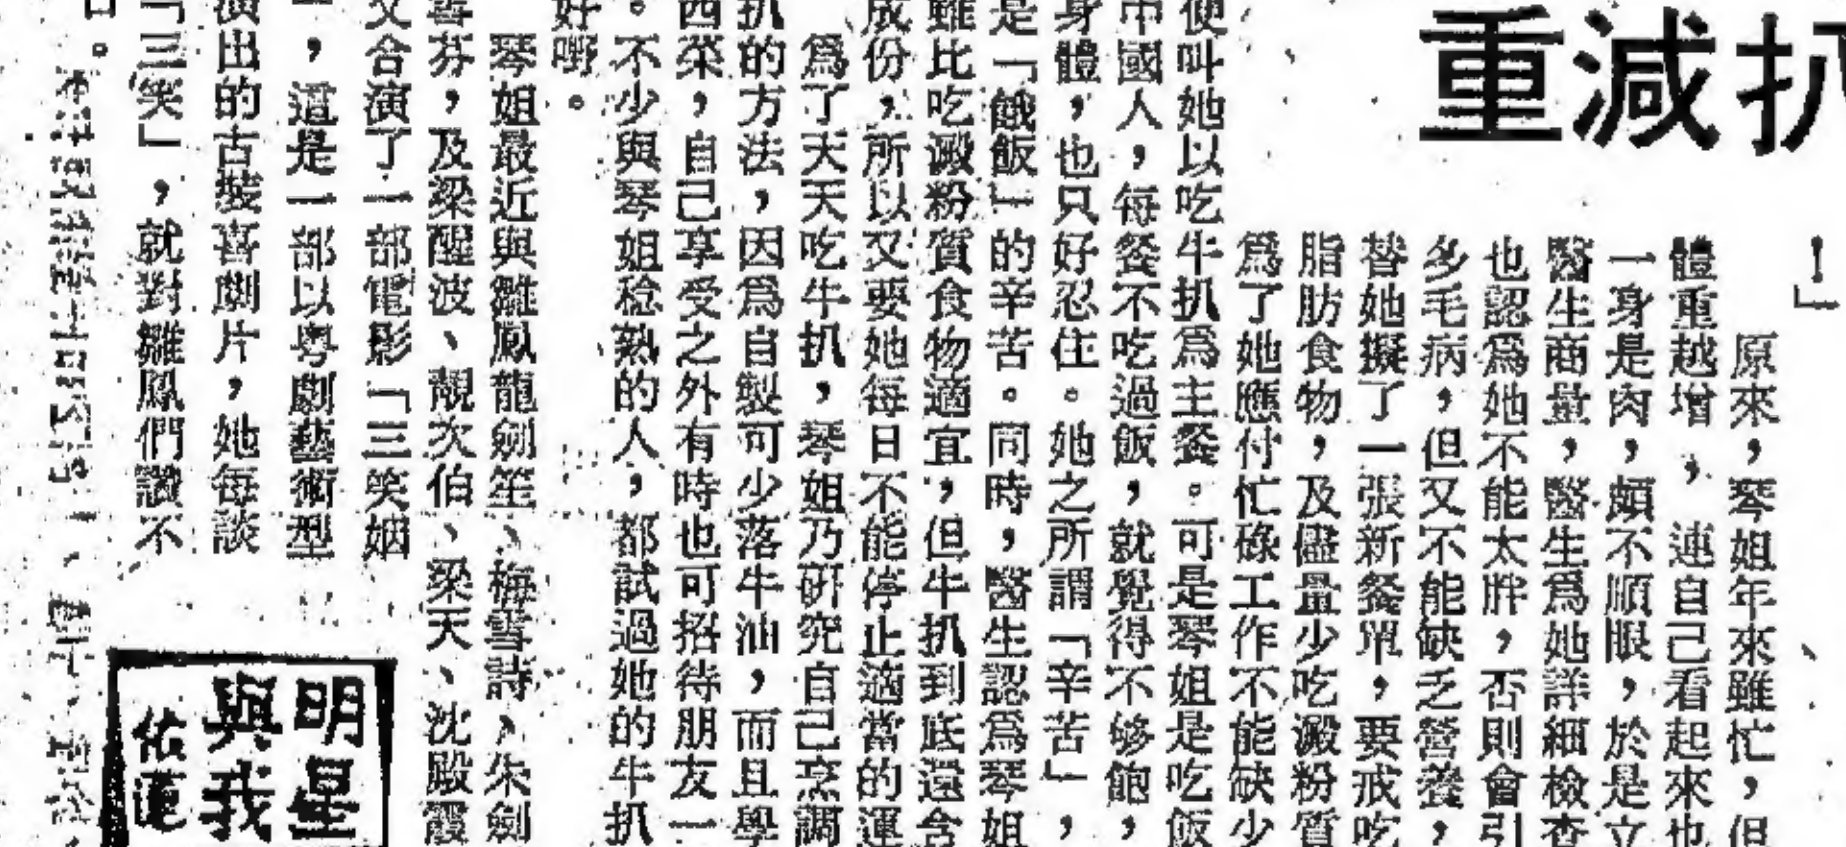 扒減重
！」
原來，琴姐年來雖忙，但
體重越增，連自己看起來也
一身是肉，頗不順眼，於是立
醫生商量，醫生爲她詳細檢查
也認爲她不能太胖，否則會引
多毛病，但又不能缺乏營養，
替她擬了一張新餐單，要戒吃
脂肪食物，及儘量少吃澱粉質
爲了她應付忙碌工作不能缺少
便叫她以吃牛扒爲主餐。可是琴姐是吃飯
中國人，每餐不吃過飯，就覺得不够飽，
身體，也只好忍住。她之所謂「辛苦」，
是「餓飯」的辛苦。同時，醫生認爲琴姐
雖比吃澱粉質食物適宜，但牛扒到底還含
成份，所以又要她每日不能停止適當的運
爲了天天吃牛扒，琴姐乃研究自己烹調
扒的方法，因爲自製可少落牛油，而且學
西菜，自己享受之外有時也可招待朋友一
。不少與琴姐稔熟的人，都試過她的牛扒
好嘢。
琴姐最近與雛鳳龍劍笙、梅雪詩、朱劍
善芬，及梁醒波、靚次伯、梁天、沈殿霞
又合演了一部電影「三笑姻
」，這是一部以粵劇藝術型
演出的古裝喜劇片，她每談
「三笑」，就對雛鳳們讚不
。
明星
與我